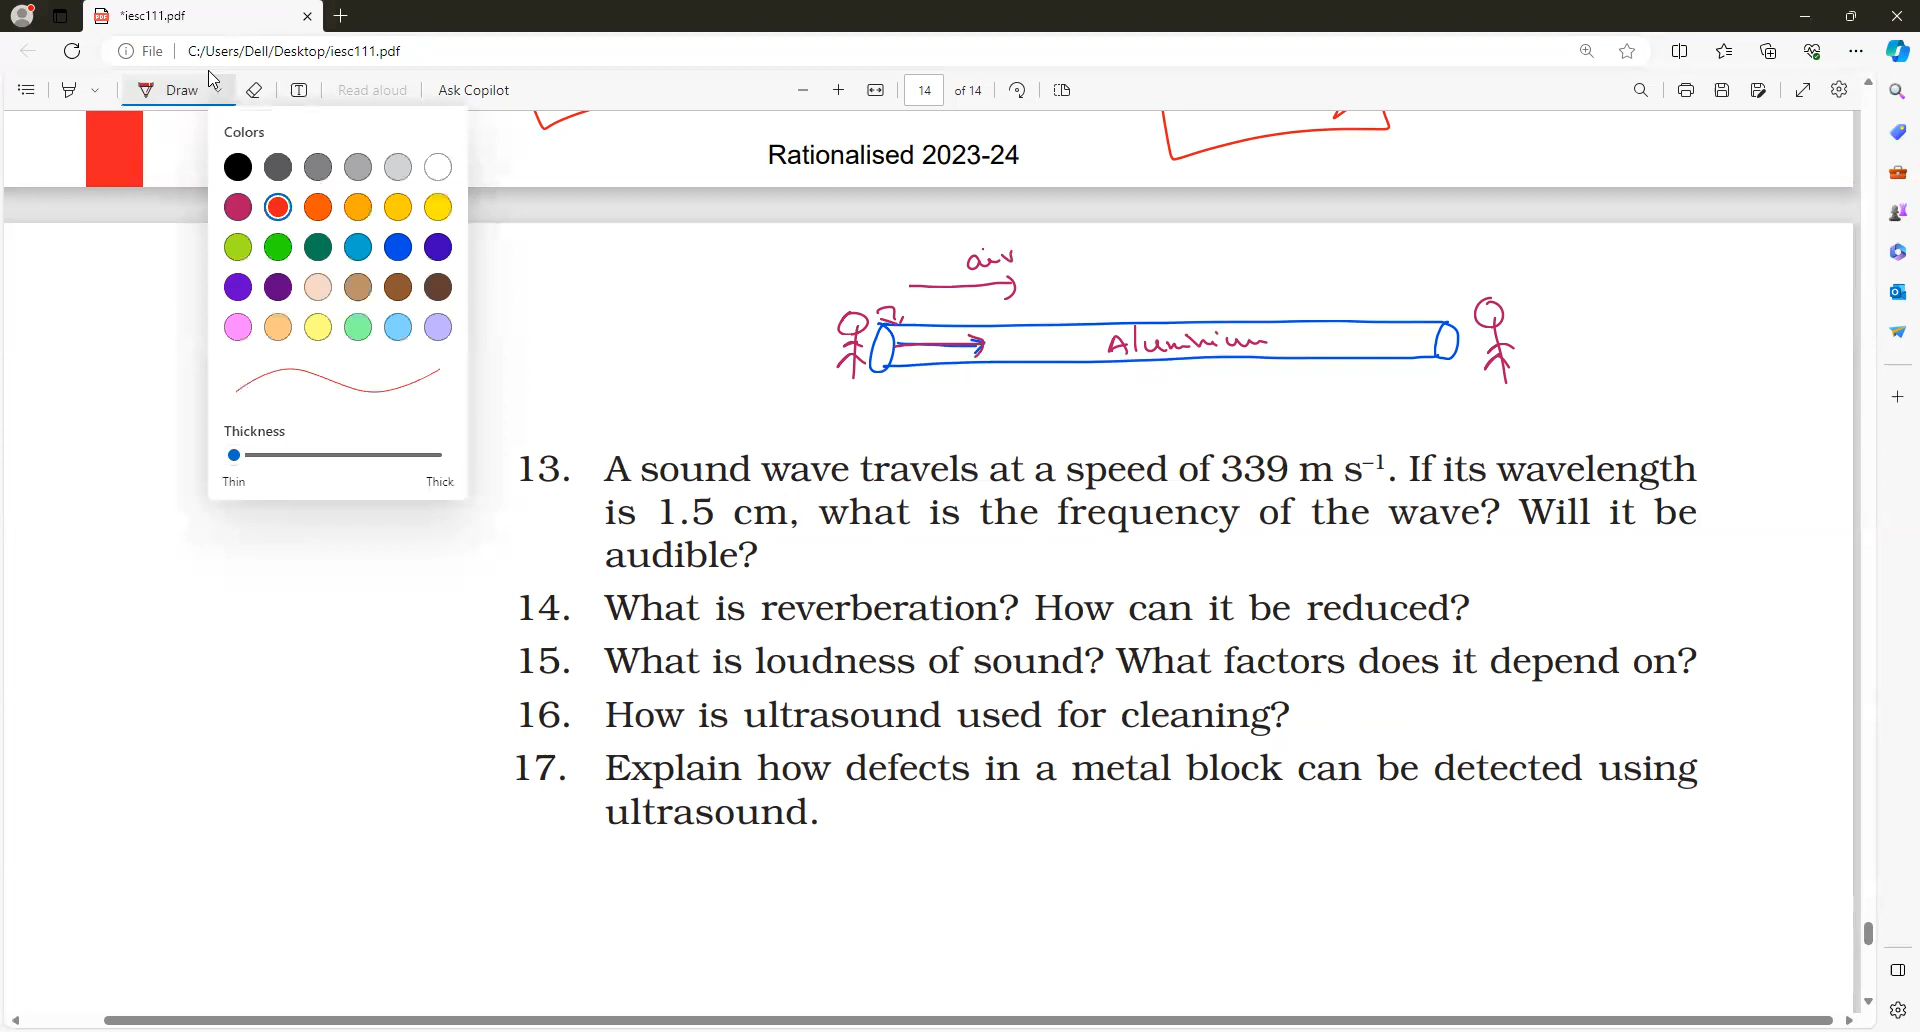 *iesc111.pdf
File
C:/Users/Dell/Desktop/iesc111.pdf
Draw
Read aloud
Ask Copilot
14
of 14
Colors
Thickness
Thin
Thick
Rationalised 2023-24
air
Aluminium
13. A sound wave travels at a speed of 339 m s⁻¹. If its wavelength
is 1.5 cm, what is the frequency of the wave? Will it be
audible?
14. What is reverberation? How can it be reduced?
15. What is loudness of sound? What factors does it depend on?
16. How is ultrasound used for cleaning?
17. Explain how defects in a metal block can be detected using
ultrasound.